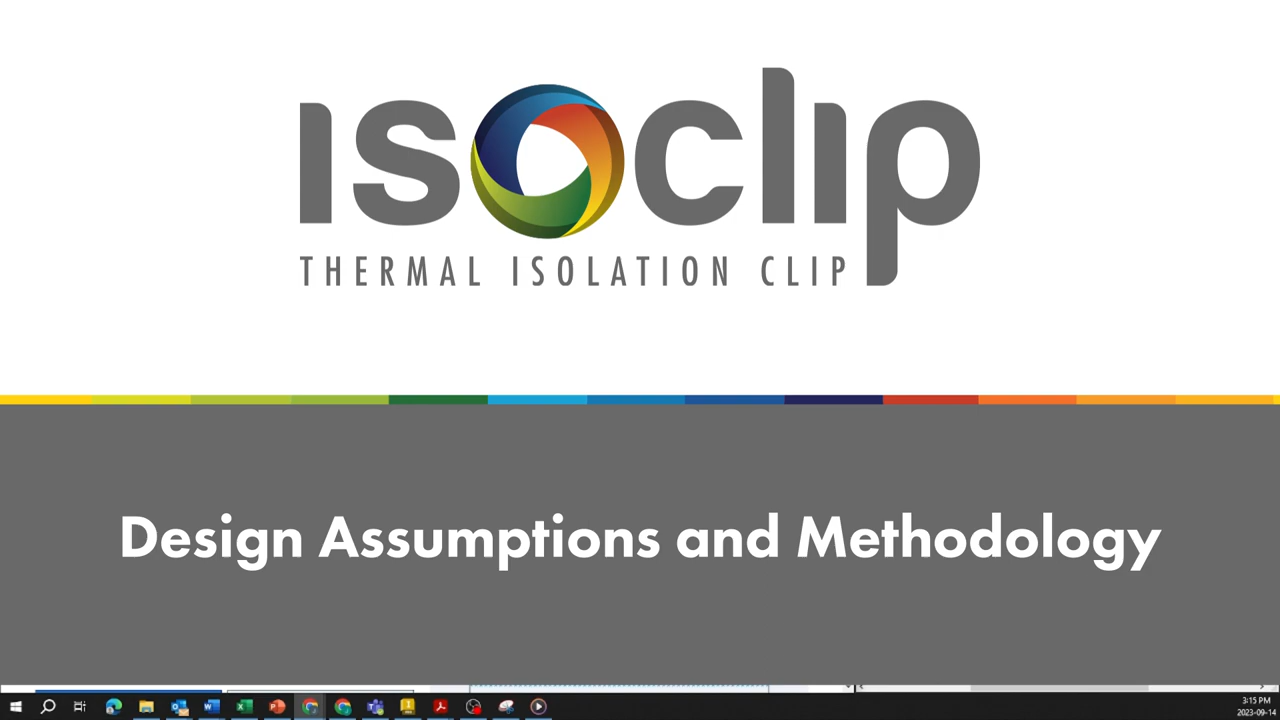 isoclip
THERMAL ISOLATION CLIP
Design Assumptions and Methodology
3:15 PM
2023-09-14